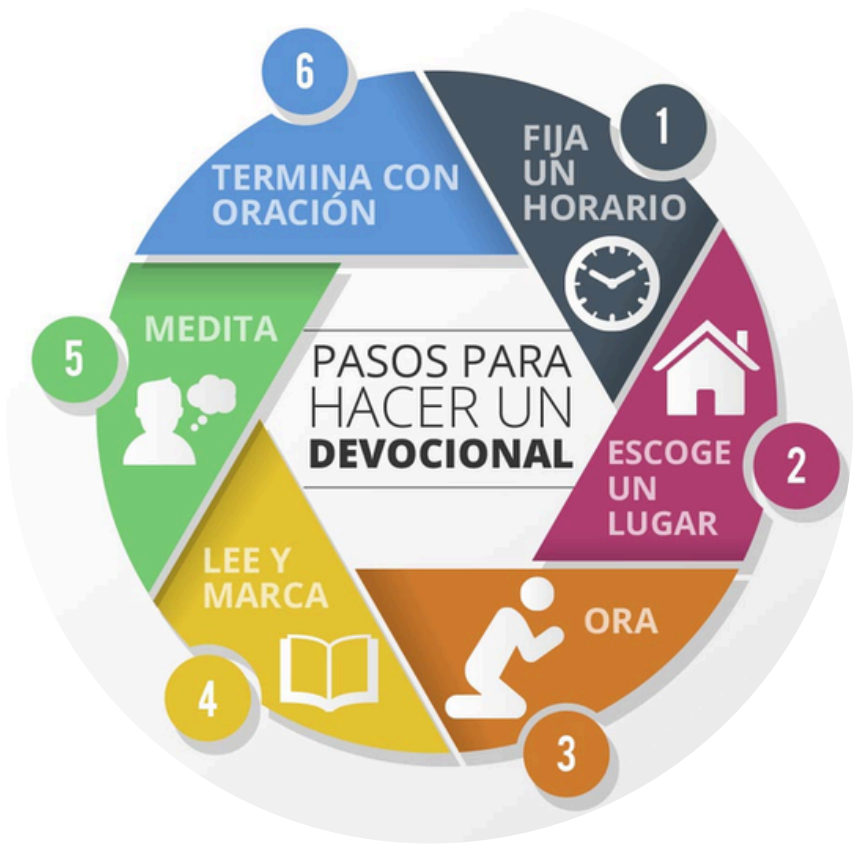 PASOS PARA
HACER UN
DEVOCIONAL
1
FIJA
UN
HORARIO
2
ESCOGE
UN
LUGAR
3
ORA
4
LEE Y
MARCA
5
MEDITA
6
TERMINA CON
ORACIÓN